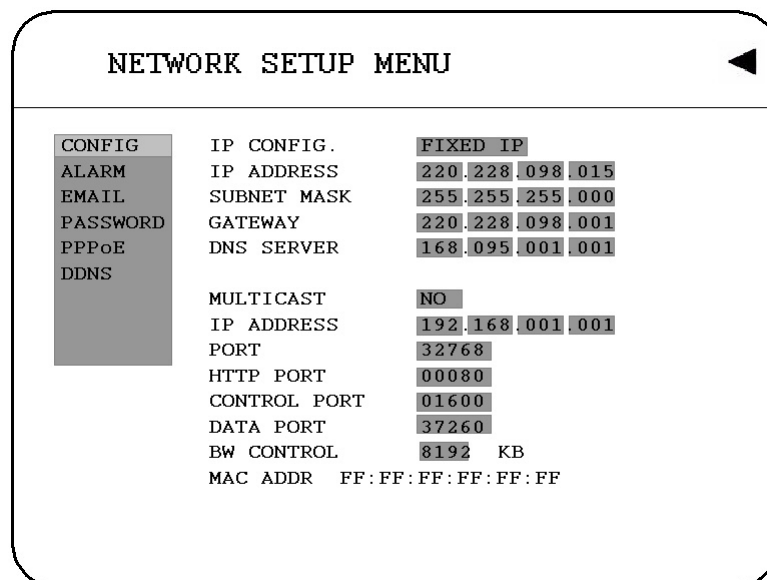 NETWORK SETUP MENU
CONFIG
ALARM
EMAIL
PASSWORD
PPPoE
DDNS
IP CONFIG. FIXED IP
IP ADDRESS 220.228.098.015
SUBNET MASK 255.255.255.000
GATEWAY 220.228.098.001
DNS SERVER 168.095.001.001
MULTICAST NO
IP ADDRESS 192.168.001.001
PORT 32768
HTTP PORT 00080
CONTROL PORT 01600
DATA PORT 37260
BW CONTROL 8192 KB
MAC ADDR FF:FF:FF:FF:FF:FF